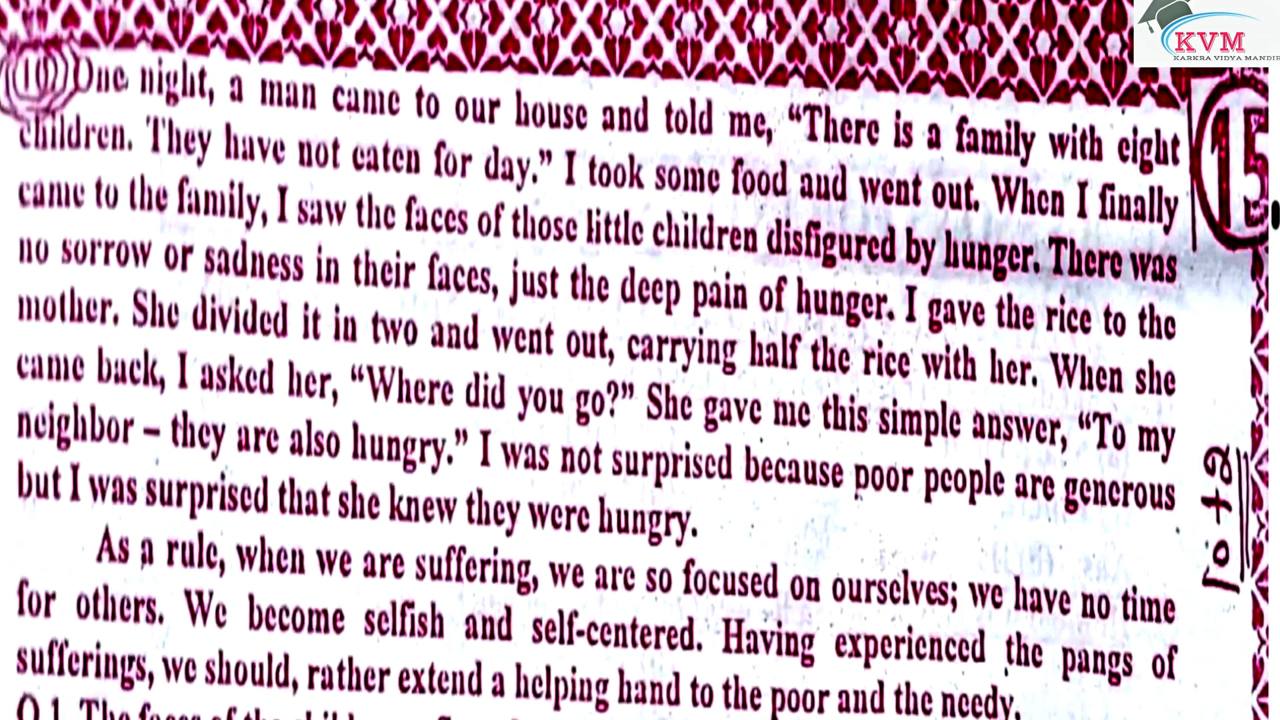 KVM
KARKRA VIDYA MANDIR
(10) One night, a man came to our house and told me, “There is a family with eight
children. They have not eaten for day.” I took some food and went out. When I finally
came to the family, I saw the faces of those little children disfigured by hunger. There was
no sorrow or sadness in their faces, just the deep pain of hunger. I gave the rice to the
mother. She divided it in two and went out, carrying half the rice with her. When she
came back, I asked her, “Where did you go?” She gave me this simple answer, “To my
neighbor – they are also hungry.” I was not surprised because poor people are generous
but I was surprised that she knew they were hungry.
As a rule, when we are suffering, we are so focused on ourselves; we have no time
for others. We become selfish and self-centered. Having experienced the pangs of
sufferings, we should, rather extend a helping hand to the poor and the needy.
Q.1. The faces of the
15
10+2